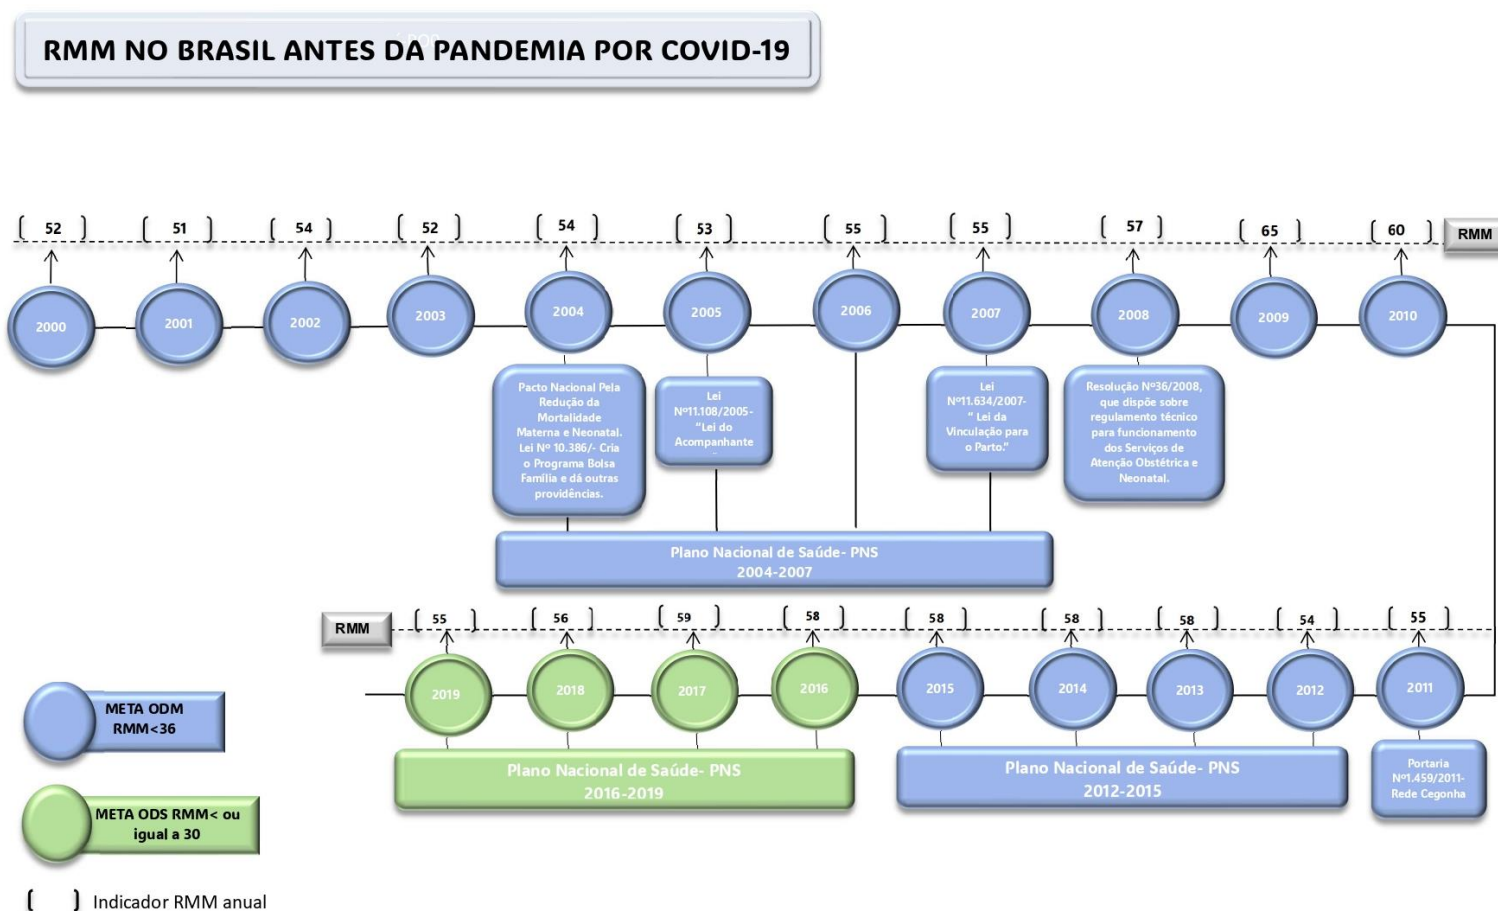 RMM NO BRASIL ANTES DA PANDEMIA POR COVID-19
52 51 54 52 54 53 55 55 57 65 60 RMM
2000 2001 2002 2003 2004 2005 2006 2007 2008 2009 2010
Pacto Nacional Pela
Redução da
Mortalidade
Materna e Neonatal.
Lei Nº 10.386/- Cria
o Programa Bolsa
Família e dá outras
providências.
Lei
Nº11.108/2005-
"Lei do
Acompanhante
"
Lei
Nº11.634/2007-
" Lei da
Vinculação para
o Parto."
Resolução Nº36/2008,
que dispõe sobre
regulamento técnico
para funcionamento
dos Serviços de
Atenção Obstétrica e
Neonatal.
Plano Nacional de Saúde- PNS
2004-2007
RMM 55 56 59 58 58 58 58 54 55
2019 2018 2017 2016 2015 2014 2013 2012 2011
Plano Nacional de Saúde- PNS
2016-2019
Plano Nacional de Saúde- PNS
2012-2015
Portaria
Nº1.459/2011-
Rede Cegonha
META ODM
RMM<36
META ODS RMM< ou
igual a 30
[ ] Indicador RMM anual